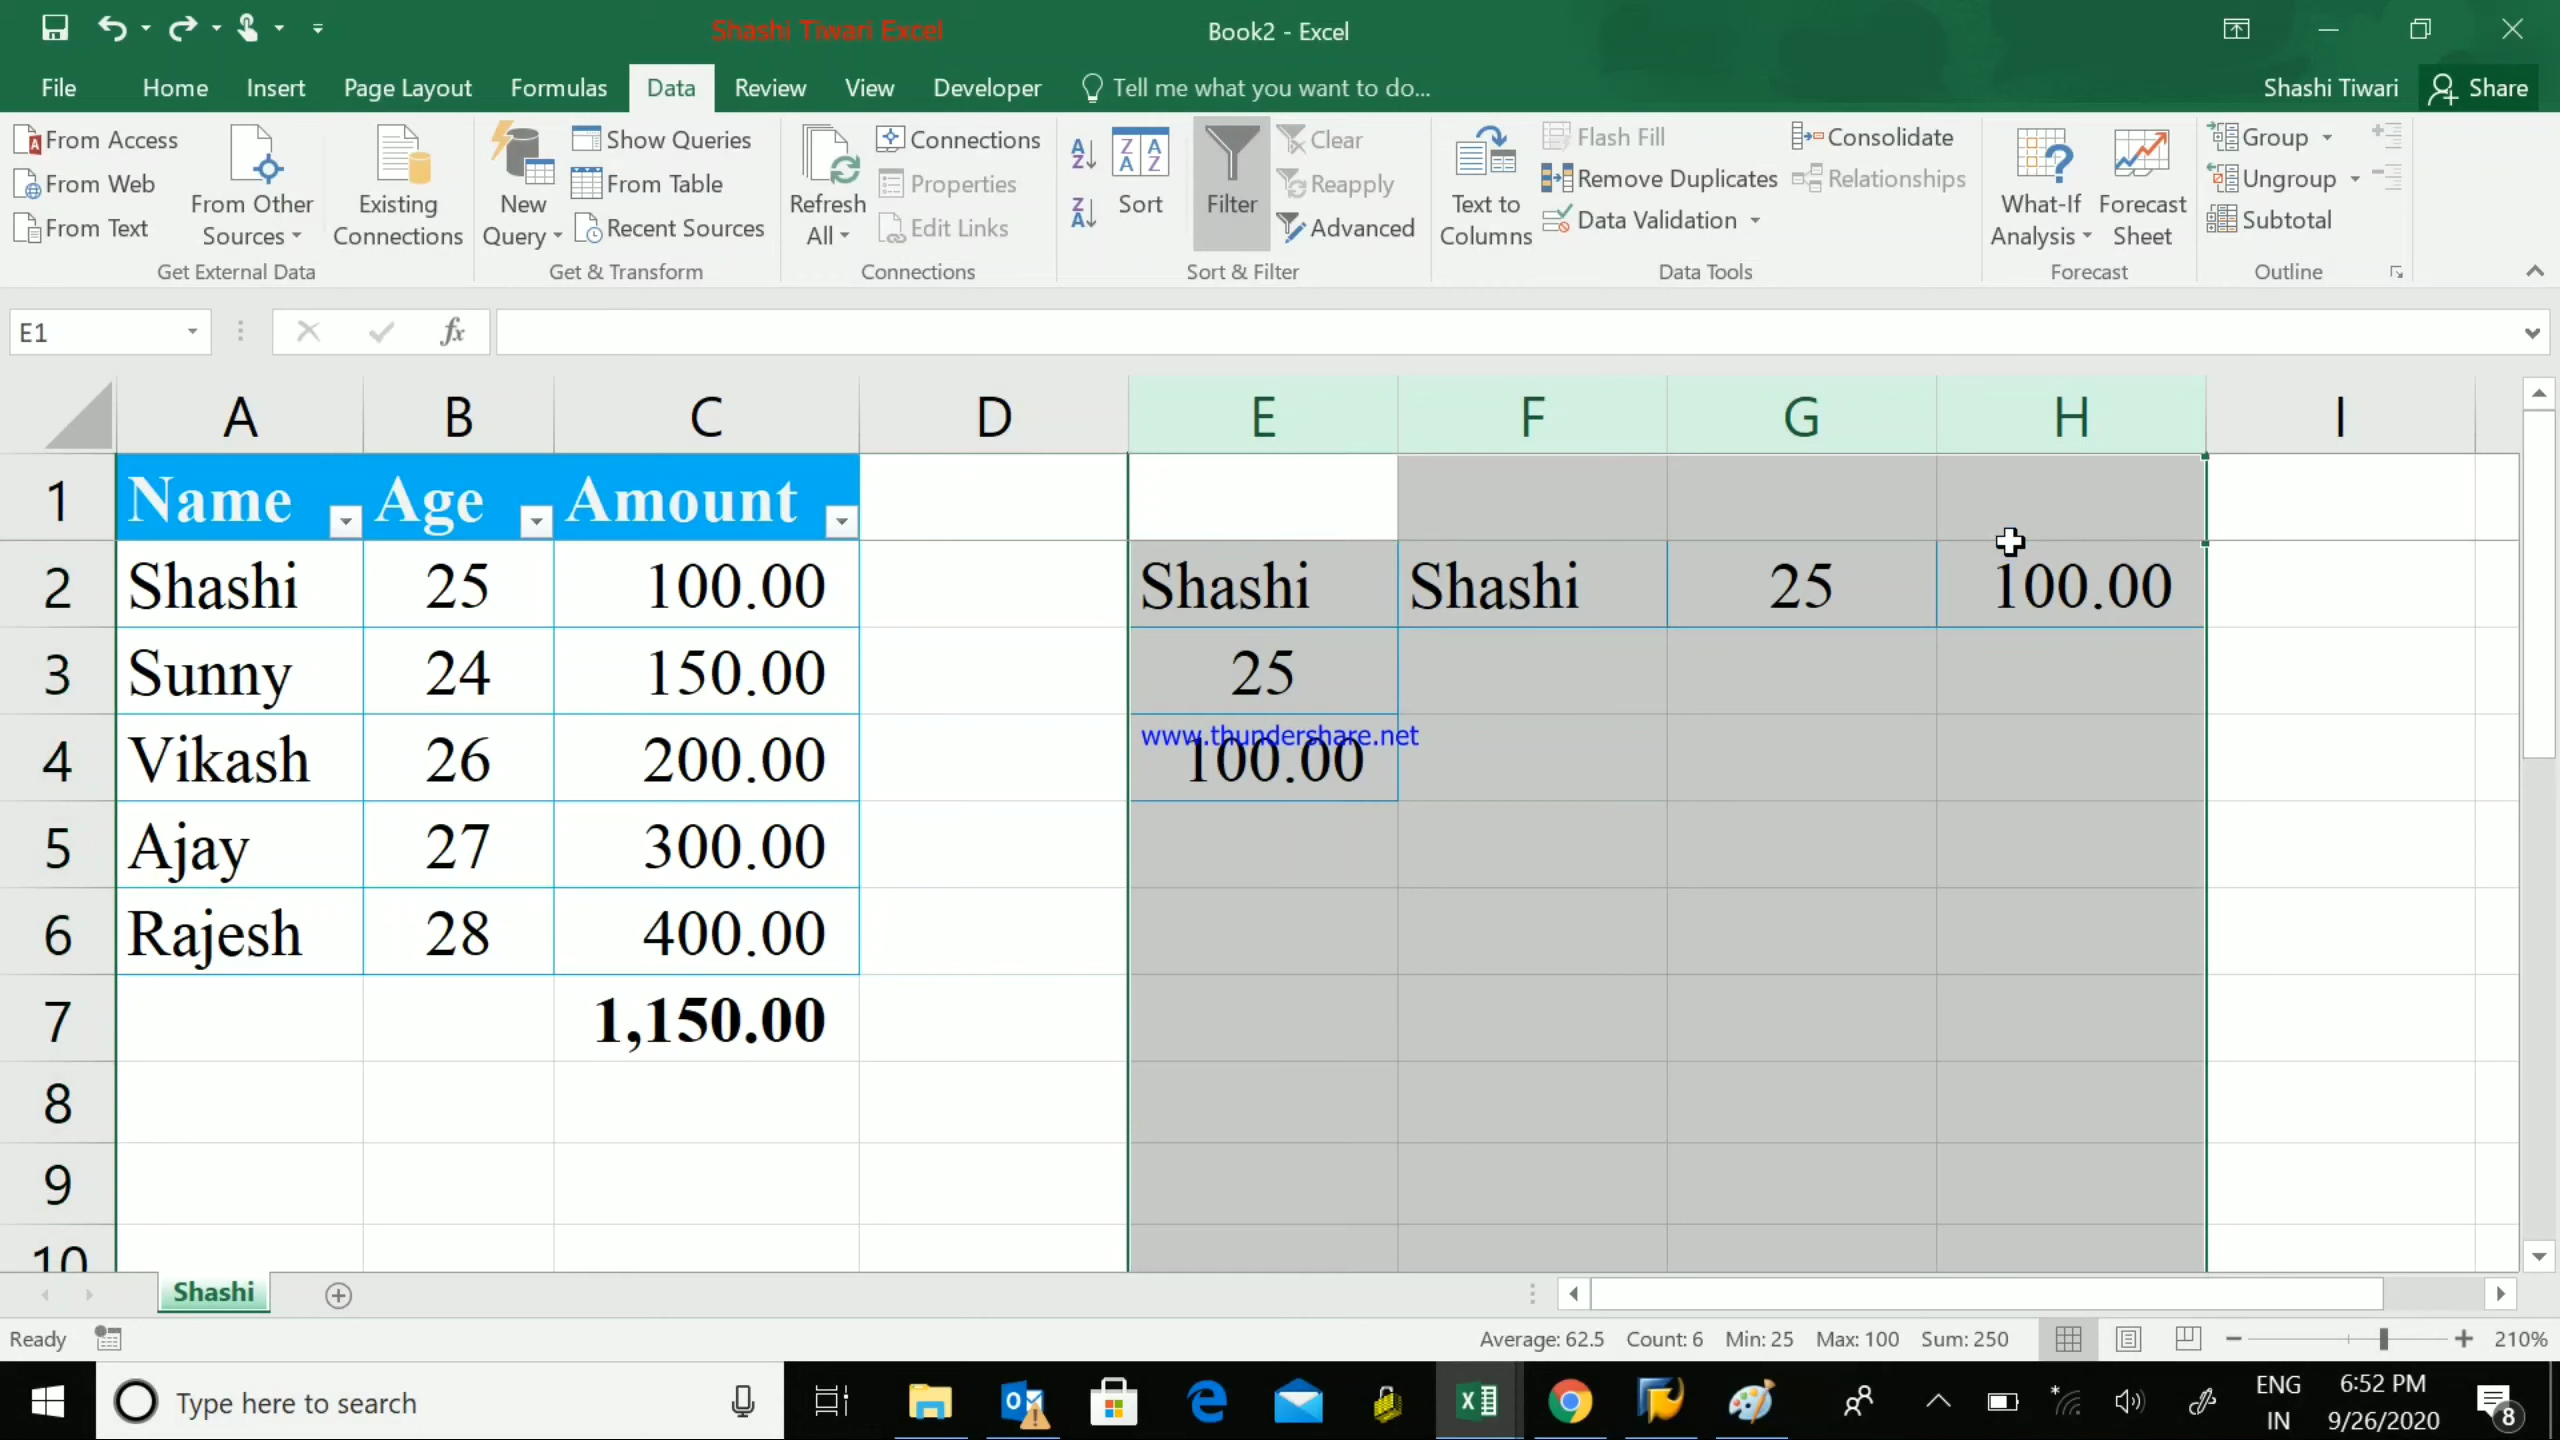 Shashi Tiwari Excel
Book2 - Excel
File Home Insert Page Layout Formulas Data Review View Developer Tell me what you want to do... Shashi Tiwari Share
From Access
From Web
From Text
From Other Sources
Existing Connections
Get External Data
New Query
Show Queries
From Table
Recent Sources
Get & Transform
Refresh All
Connections
Properties
Edit Links
Connections
Sort
Filter
Clear
Reapply
Advanced
Sort & Filter
Text to Columns
Flash Fill
Remove Duplicates
Data Validation
Consolidate
Relationships
Data Tools
What-If Analysis
Forecast Sheet
Forecast
Group
Ungroup
Subtotal
Outline
E1 fx
A B C D E F G H I
1 Name Age Amount
2 Shashi 25 100.00 Shashi Shashi 25 100.00
3 Sunny 24 150.00 25
www.thundershare.net
4 Vikash 26 200.00 100.00
5 Ajay 27 300.00
6 Rajesh 28 400.00
7 1,150.00
8
9
10
Shashi
Ready Average: 62.5 Count: 6 Min: 25 Max: 100 Sum: 250 210%
Type here to search
ENG
IN
6:52 PM
9/26/2020
8